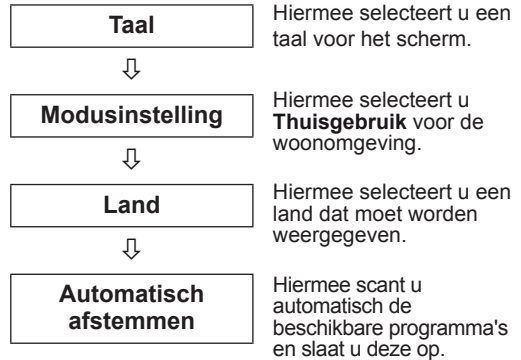 Taal
Hiermee selecteert u een
taal voor het scherm.
Modusinstelling
Hiermee selecteert u
Thuisgebruik voor de
woonomgeving.
Land
Hiermee selecteert u een
land dat moet worden
weergegeven.
Automatisch
afstemmen
Hiermee scant u
automatisch de
beschikbare programma's
en slaat u deze op.